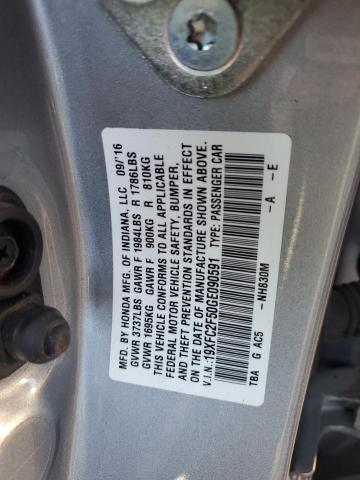 MFD. BY HONDA MFG. OF INDIANA, LLC 09/'16
GVWR 3737LBS GAWR F 1984LBS R 1786LBS
GVWR 1695KG GAWR F 900KG R 810KG
THIS VEHICLE CONFORMS TO ALL APPLICABLE
FEDERAL MOTOR VEHICLE SAFETY, BUMPER,
AND THEFT PREVENTION STANDARDS IN EFFECT
ON THE DATE OF MANUFACTURE SHOWN ABOVE.
V.I.N.:19XFC2F50GE090591 TYPE: PASSENGER CAR
TBA G AC5 -NH830M -A -E